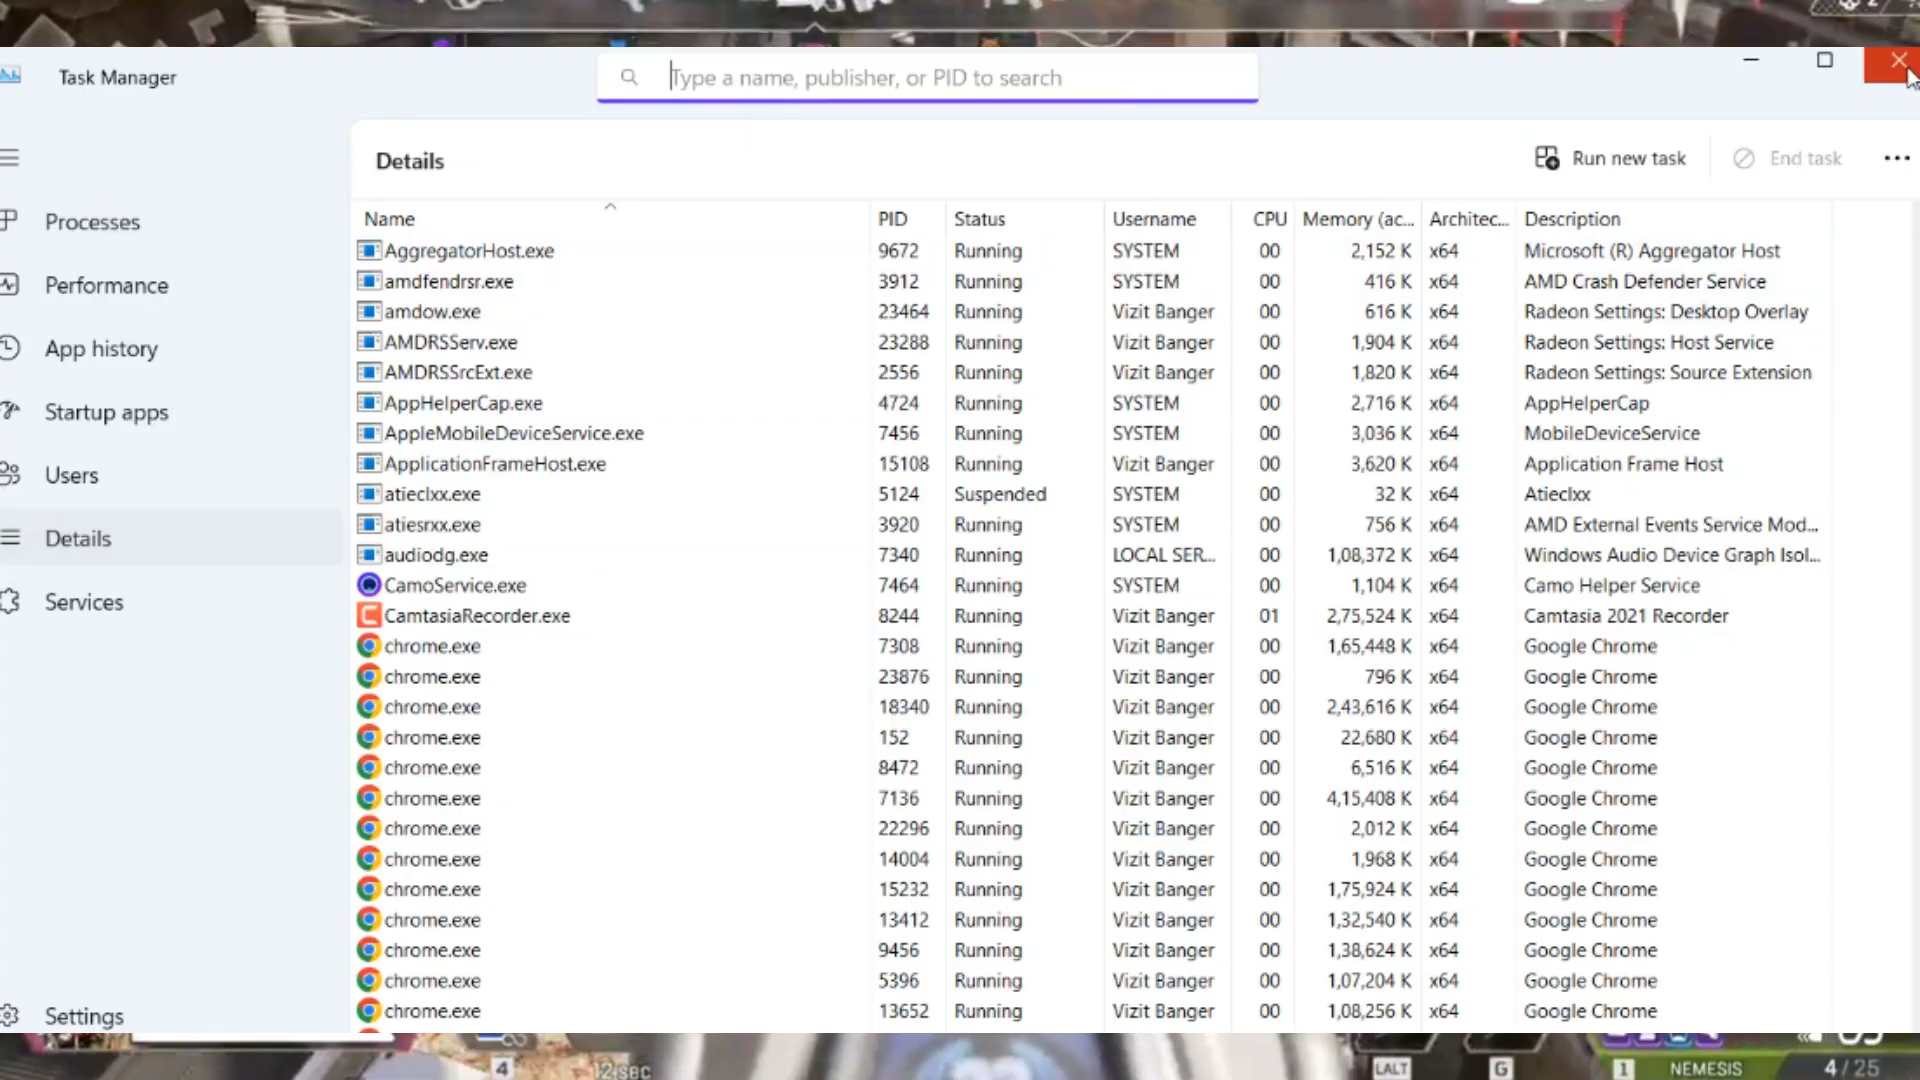 Task Manager
Type a name, publisher, or PID to search
Details
Run new task
End task
Processes
Performance
App history
Startup apps
Users
Details
Services
Settings
Name PID Status Username CPU Memory (ac... Architec... Description
AggregatorHost.exe 9672 Running SYSTEM 00 2,152 K x64 Microsoft (R) Aggregator Host
amdfendrsr.exe 3912 Running SYSTEM 00 416 K x64 AMD Crash Defender Service
amdow.exe 23464 Running Vizit Banger 00 616 K x64 Radeon Settings: Desktop Overlay
AMDRSServ.exe 23288 Running Vizit Banger 00 1,904 K x64 Radeon Settings: Host Service
AMDRSSrcExt.exe 2556 Running Vizit Banger 00 1,820 K x64 Radeon Settings: Source Extension
AppHelperCap.exe 4724 Running SYSTEM 00 2,716 K x64 AppHelperCap
AppleMobileDeviceService.exe 7456 Running SYSTEM 00 3,036 K x64 MobileDeviceService
ApplicationFrameHost.exe 15108 Running Vizit Banger 00 3,620 K x64 Application Frame Host
atieclxx.exe 5124 Suspended SYSTEM 00 32 K x64 Atieclxx
atiesrxx.exe 3920 Running SYSTEM 00 756 K x64 AMD External Events Service Mod...
audiodg.exe 7340 Running LOCAL SER... 00 1,08,372 K x64 Windows Audio Device Graph Isol...
CamoService.exe 7464 Running SYSTEM 00 1,104 K x64 Camo Helper Service
CamtasiaRecorder.exe 8244 Running Vizit Banger 01 2,75,524 K x64 Camtasia 2021 Recorder
chrome.exe 7308 Running Vizit Banger 00 1,65,448 K x64 Google Chrome
chrome.exe 23876 Running Vizit Banger 00 796 K x64 Google Chrome
chrome.exe 18340 Running Vizit Banger 00 2,43,616 K x64 Google Chrome
chrome.exe 152 Running Vizit Banger 00 22,680 K x64 Google Chrome
chrome.exe 8472 Running Vizit Banger 00 6,516 K x64 Google Chrome
chrome.exe 7136 Running Vizit Banger 00 4,15,408 K x64 Google Chrome
chrome.exe 22296 Running Vizit Banger 00 2,012 K x64 Google Chrome
chrome.exe 14004 Running Vizit Banger 00 1,968 K x64 Google Chrome
chrome.exe 15232 Running Vizit Banger 00 1,75,924 K x64 Google Chrome
chrome.exe 13412 Running Vizit Banger 00 1,32,540 K x64 Google Chrome
chrome.exe 9456 Running Vizit Banger 00 1,38,624 K x64 Google Chrome
chrome.exe 5396 Running Vizit Banger 00 1,07,204 K x64 Google Chrome
chrome.exe 13652 Running Vizit Banger 00 1,08,256 K x64 Google Chrome
4 12 sec LALT G 1 NEMESIS 4/25